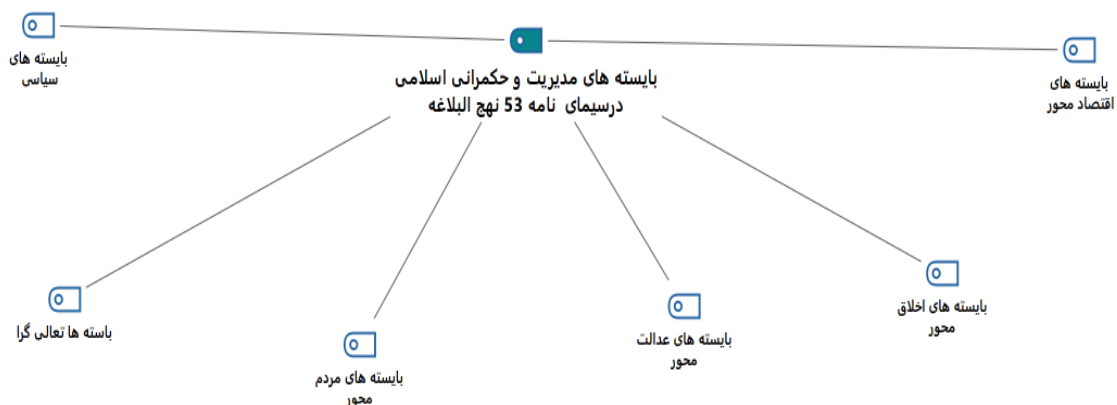 بایسته های
سیاسی
بایسته های مدیریت و حکمرانی اسلامی
درسیمای نامه 53 نهج البلاغه
بایسته های
اقتصاد محور
بایسته های اخلاق
محور
بایسته های عدالت
محور
بایسته های مردم
محور
باسته ها تعالی گرا